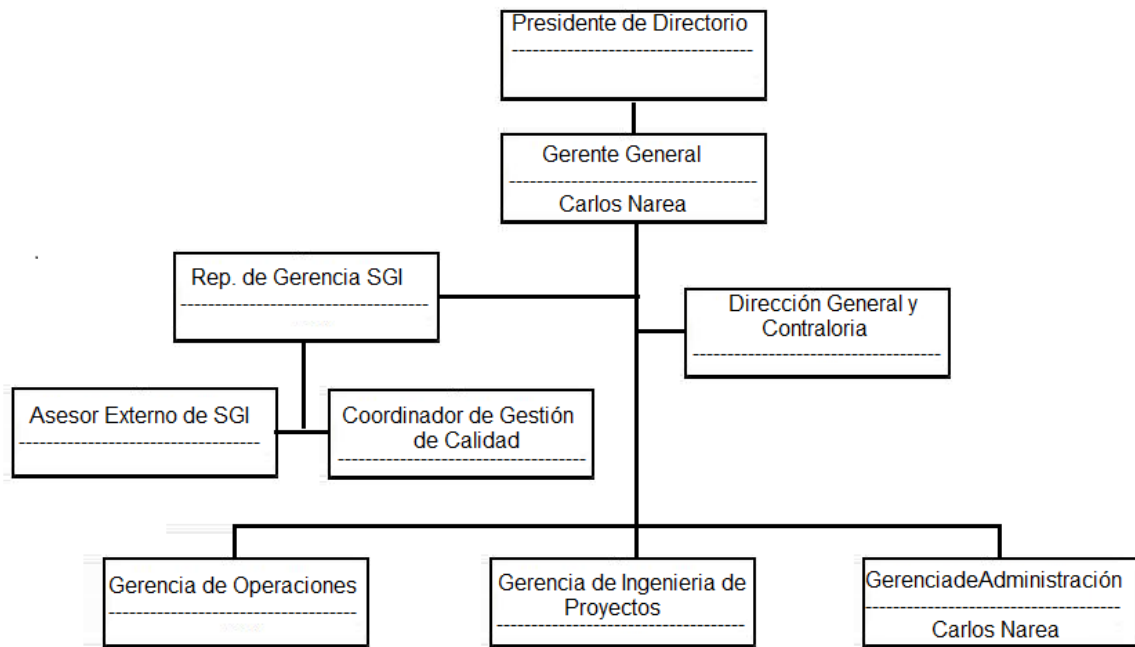 Presidente de Directorio
-----------------------------------
Gerente General
------------------------------------
Carlos Narea
Rep. de Gerencia SGI
------------------------------------
Dirección General y
Contraloria
------------------------------------
Asesor Externo de SGI
-----------------------------------
Coordinador de Gestión
de Calidad
------------------------------------
Gerencia de Operaciones
------------------------------------
Gerencia de Ingenieria de
Proyectos
------------------------------------
GerenciadeAdministración
------------------------------------
Carlos Narea